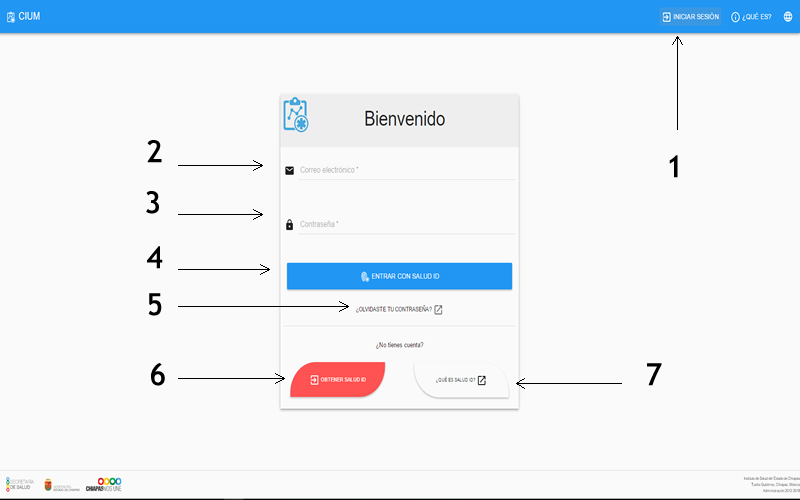 CIUM
INICIAR SESIÓN
¿QUÉ ES?
1
Bienvenido
2
Correo electrónico *
3
Contraseña *
4
ENTRAR CON SALUD ID
5
¿OLVIDASTE TU CONTRASEÑA?
¿No tienes cuenta?
6
OBTENER SALUD ID
¿QUÉ ES SALUD ID?
7
SECRETARÍA
DE SALUD
CHIAPASNOS UNE
Instituto de Salud del Estado de Chiapas
Tuxtla Gutiérrez, Chiapas, México
Administración 2012-2018